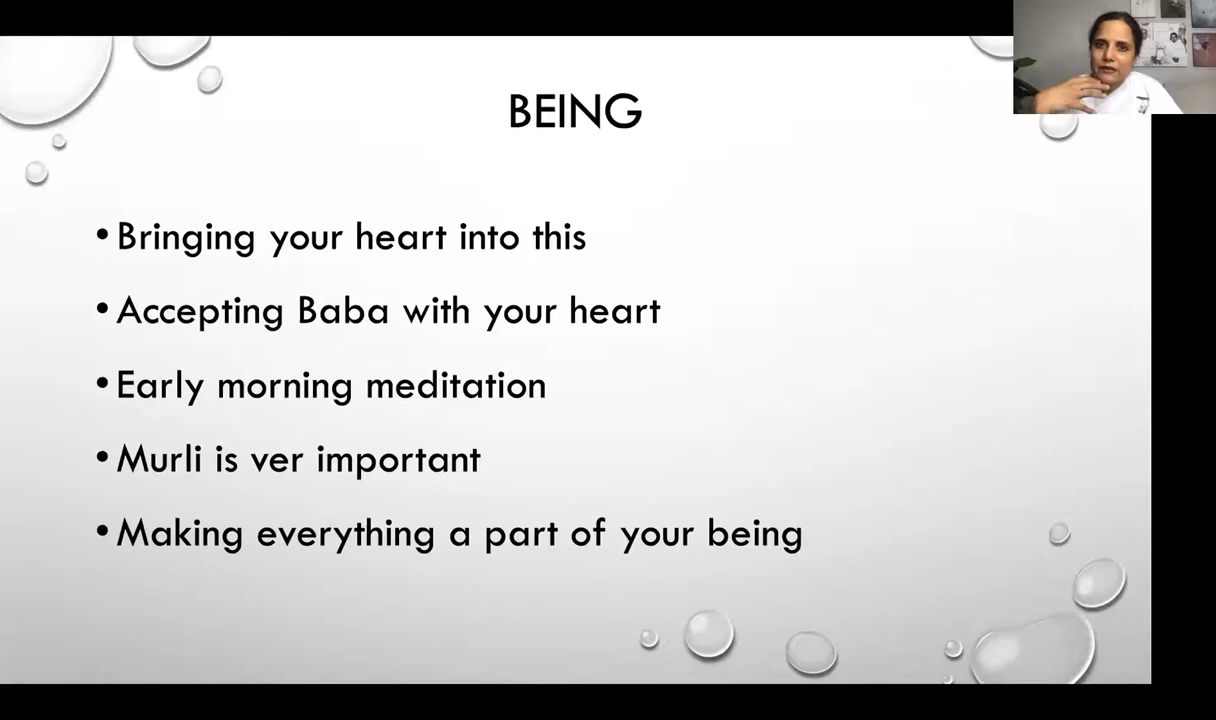 BEING
• Bringing your heart into this
• Accepting Baba with your heart
• Early morning meditation
• Murli is ver important
• Making everything a part of your being